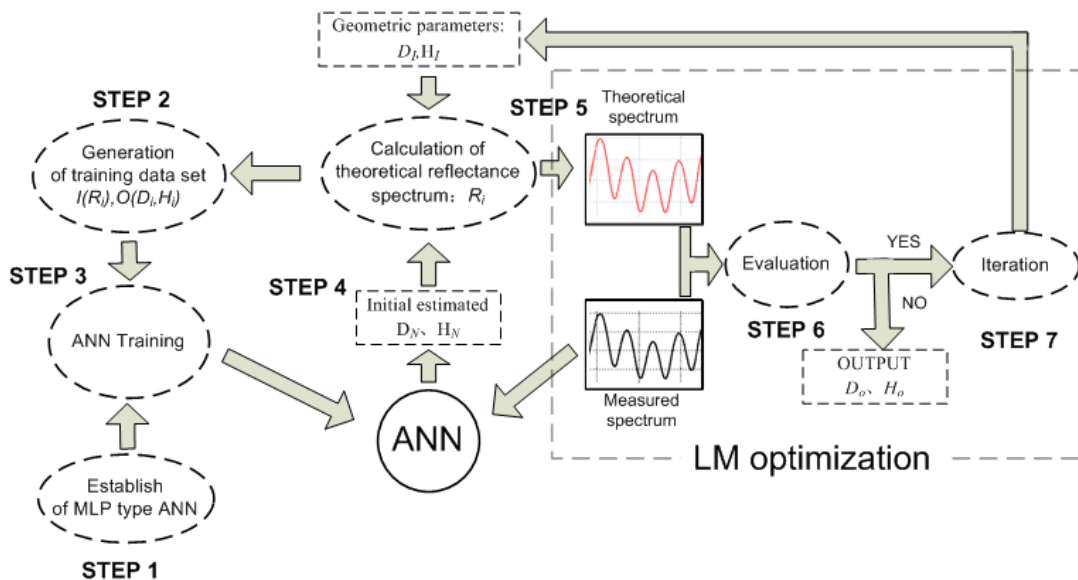 Geometric parameters:
D_I,H_I
STEP 2
Generation
of training data set
I(R_i),O(D_i,H_i)
Calculation of
theoretical reflectance
spectrum: R_i
STEP 5
Theoretical
spectrum
STEP 3
ANN Training
STEP 4
Initial estimated
D_N、H_N
Evaluation
STEP 6
YES
NO
Iteration
STEP 7
OUTPUT
D_o、H_o
Measured
spectrum
ANN
LM optimization
Establish
of MLP type ANN
STEP 1